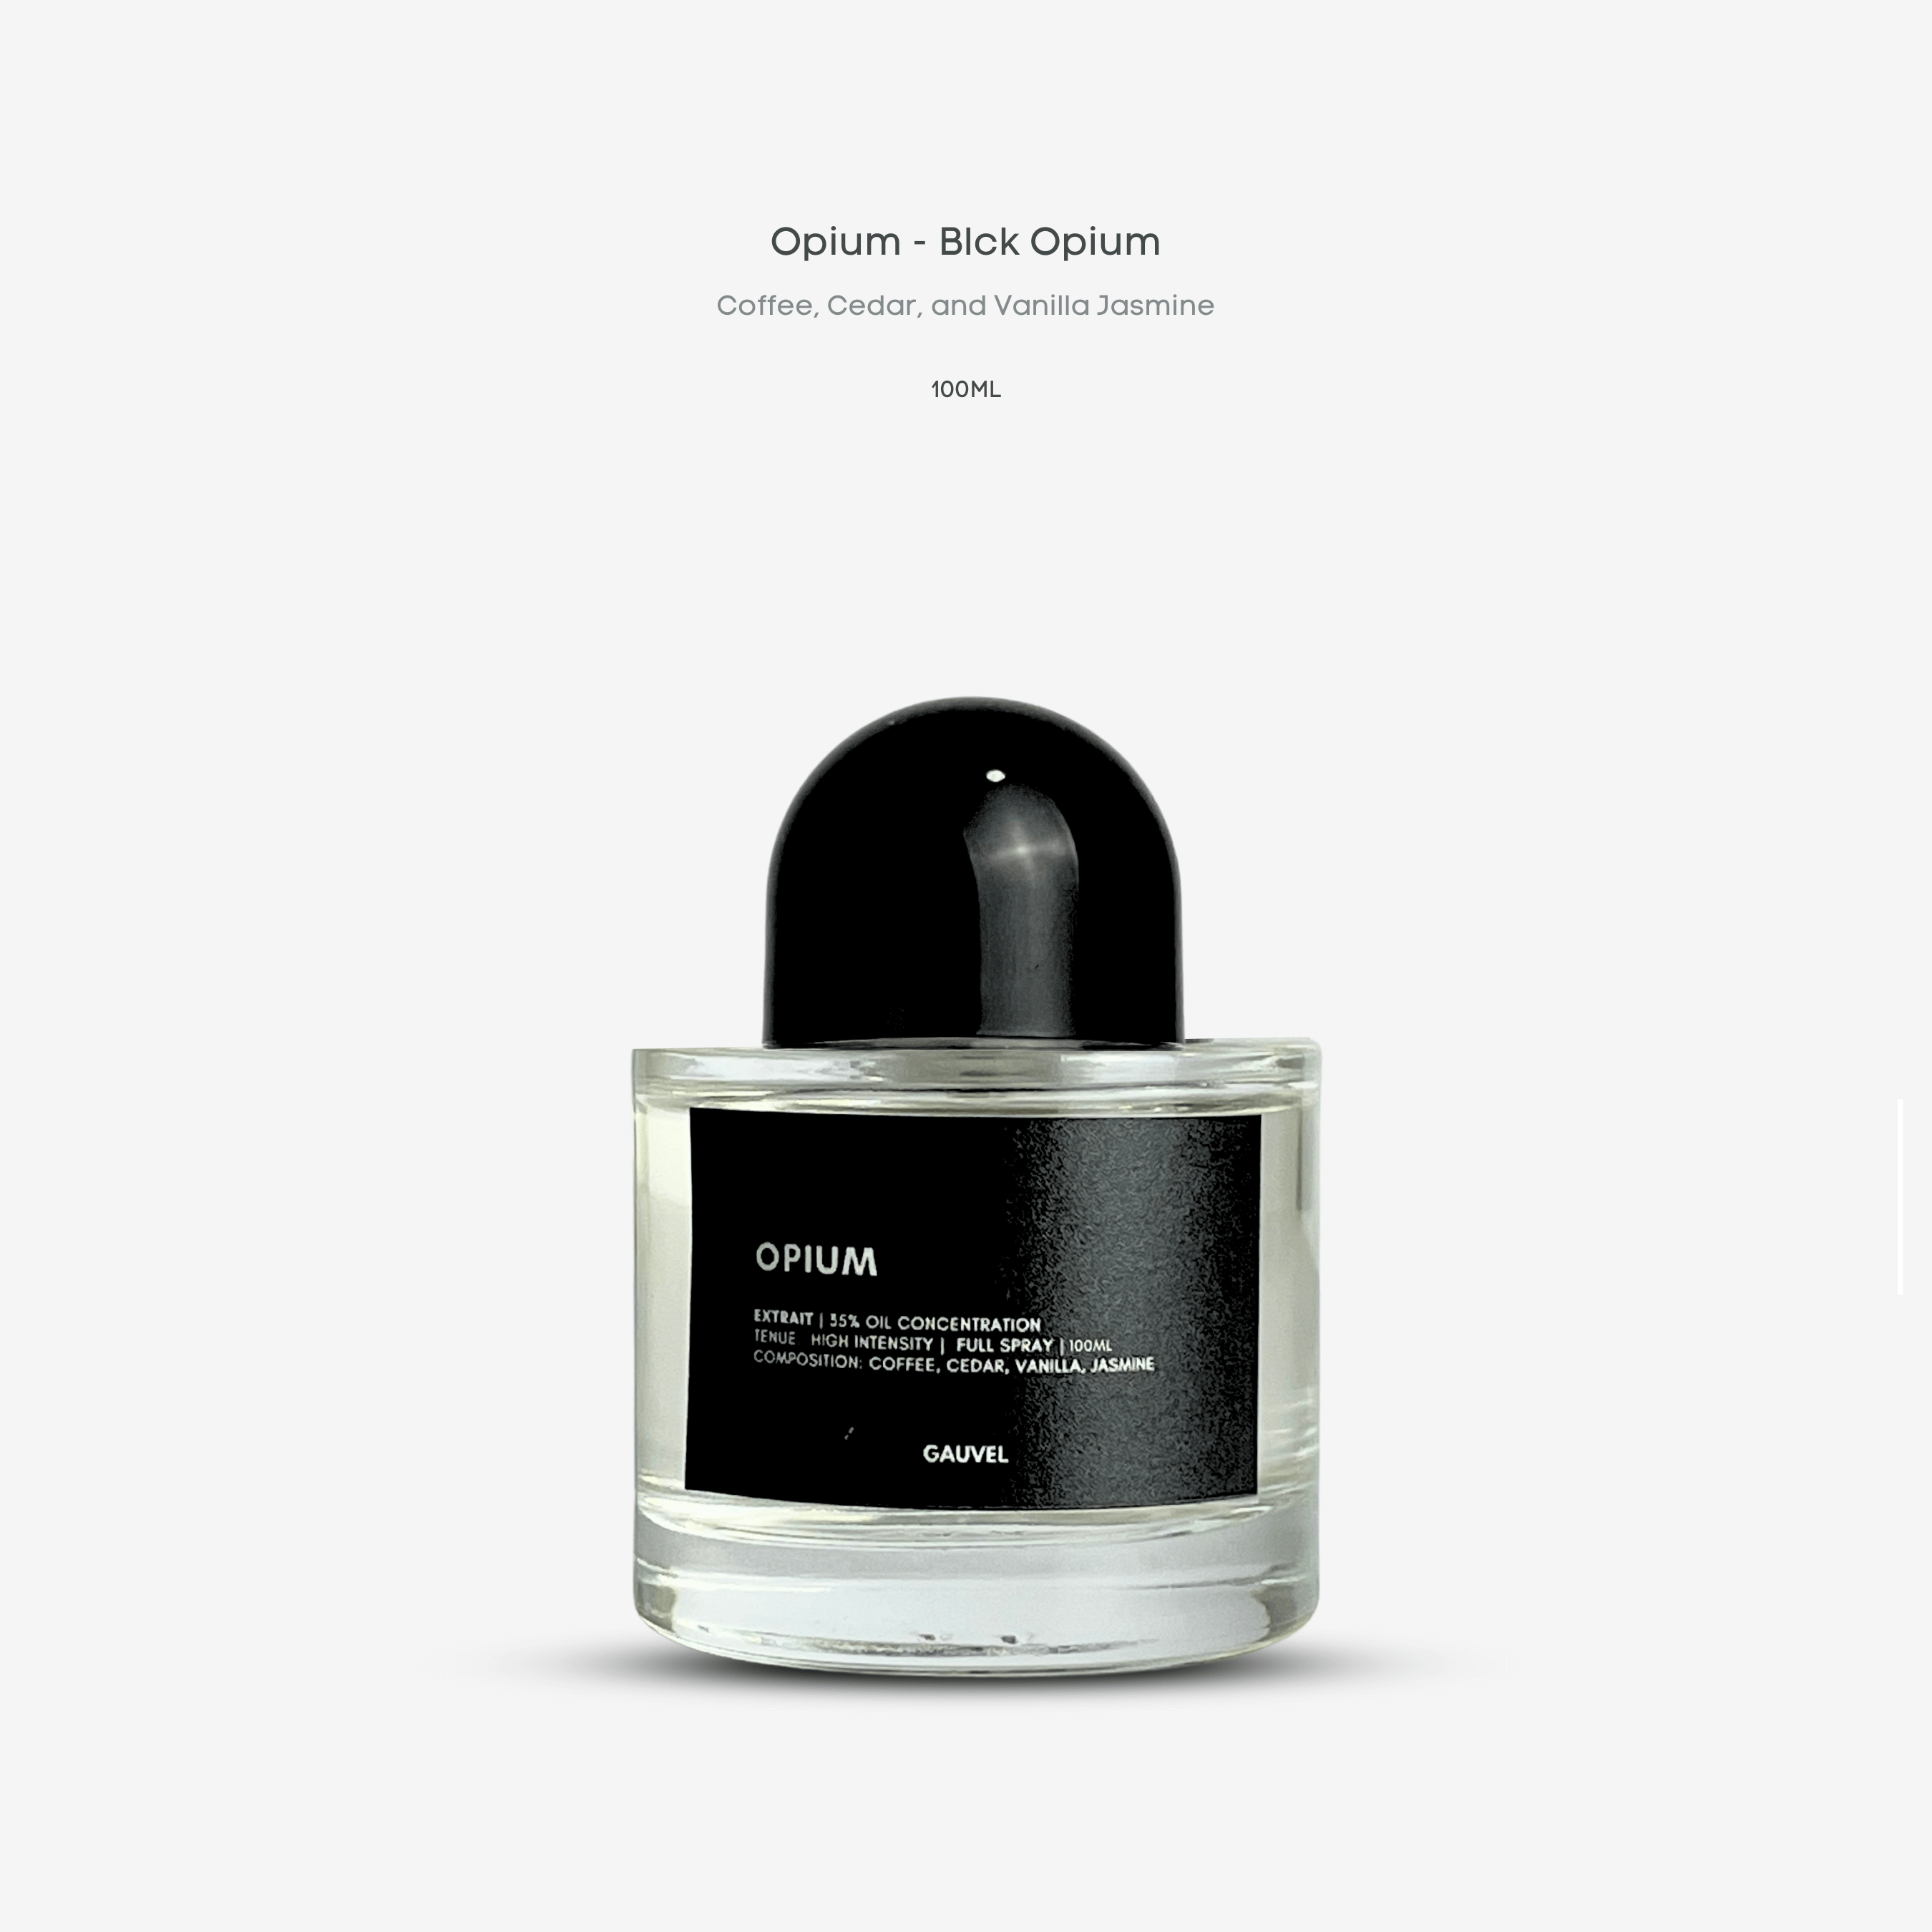 Opium - Blck Opium
Coffee, Cedar, and Vanilla Jasmine
100ML
OPIUM
EXTRAIT | 35% OIL CONCENTRATION
TENUE HIGH INTENSITY | FULL SPRAY | 100ML
COMPOSITION: COFFEE, CEDAR, VANILLA, JASMINE
GAUVEL